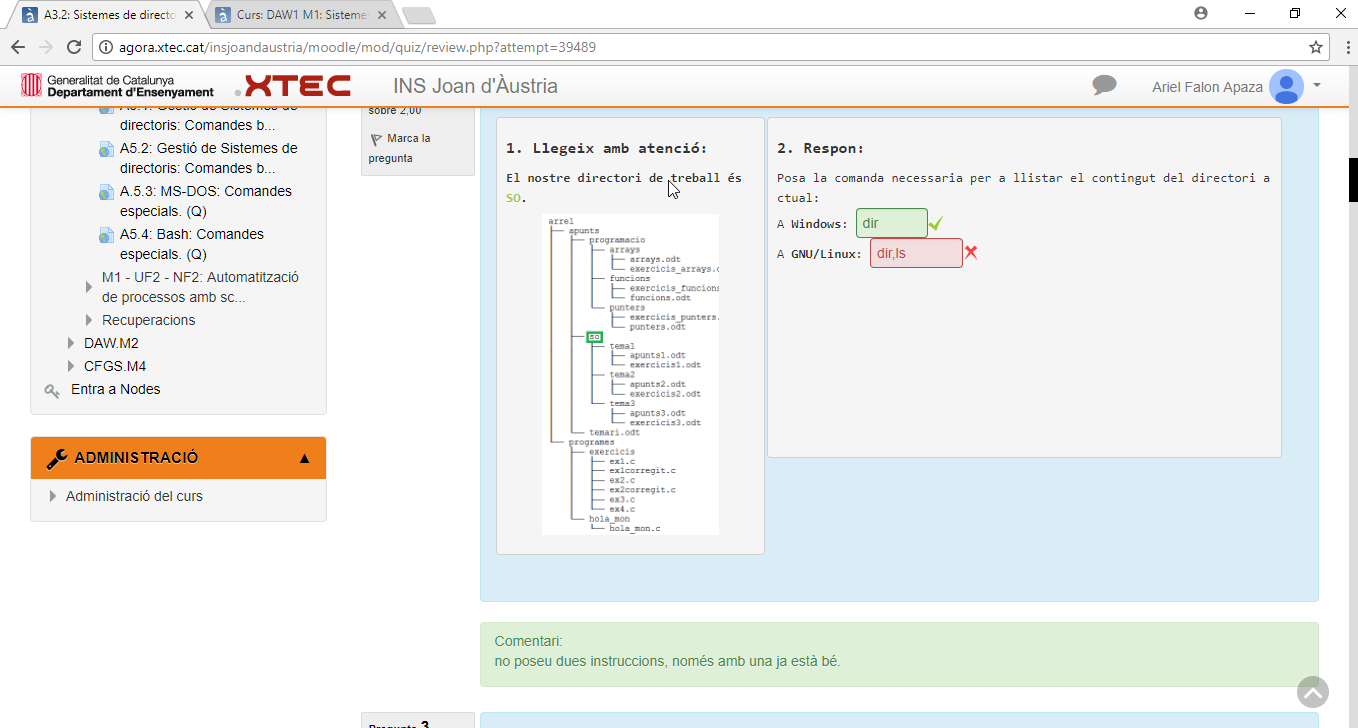 A3.2: Sistemes de directo
Curs: DAW1 M1: Sisteme
agora.xtec.cat/insjoandaustria/moodle/mod/quiz/review.php?attempt=39489
Generalitat de Catalunya
Departament d'Ensenyament
XTEC
INS Joan d'Àustria
Ariel Falon Apaza
directoris: Comandes b...
A5.2: Gestió de Sistemes de
directoris: Comandes b...
A.5.3: MS-DOS: Comandes
especials. (Q)
A5.4: Bash: Comandes
especials. (Q)
M1 - UF2 - NF2: Automatització
de processos amb sc...
Recuperacions
DAW.M2
CFGS.M4
Entra a Nodes
ADMINISTRACIÓ
Administració del curs
sobre 2,00
Marca la
pregunta
1. Llegeix amb atenció:
El nostre directori de treball és
SO.
arrel
apunts
programacio
arrays
arrays.odt
exercicis_arrays.
funcions
exercicis_funcions
funcions.odt
punters
exercicis_punters.
punters.odt
so
tema1
apunts1.odt
exercicis1.odt
tema2
apunts2.odt
exercicis2.odt
tema3
apunts3.odt
exercicis3.odt
temari.odt
programes
exercicis
ex1.c
ex1corregit.c
ex2.c
ex2corregit.c
ex3.c
ex4.c
hola_mon
hola_mon.c
2. Respon:
Posa la comanda necessaria per a llistar el contingut del directori a
ctual:
A Windows: dir
A GNU/Linux: dir,ls
Comentari:
no poseu dues instruccions, només amb una ja està bé.
Pregunta 3